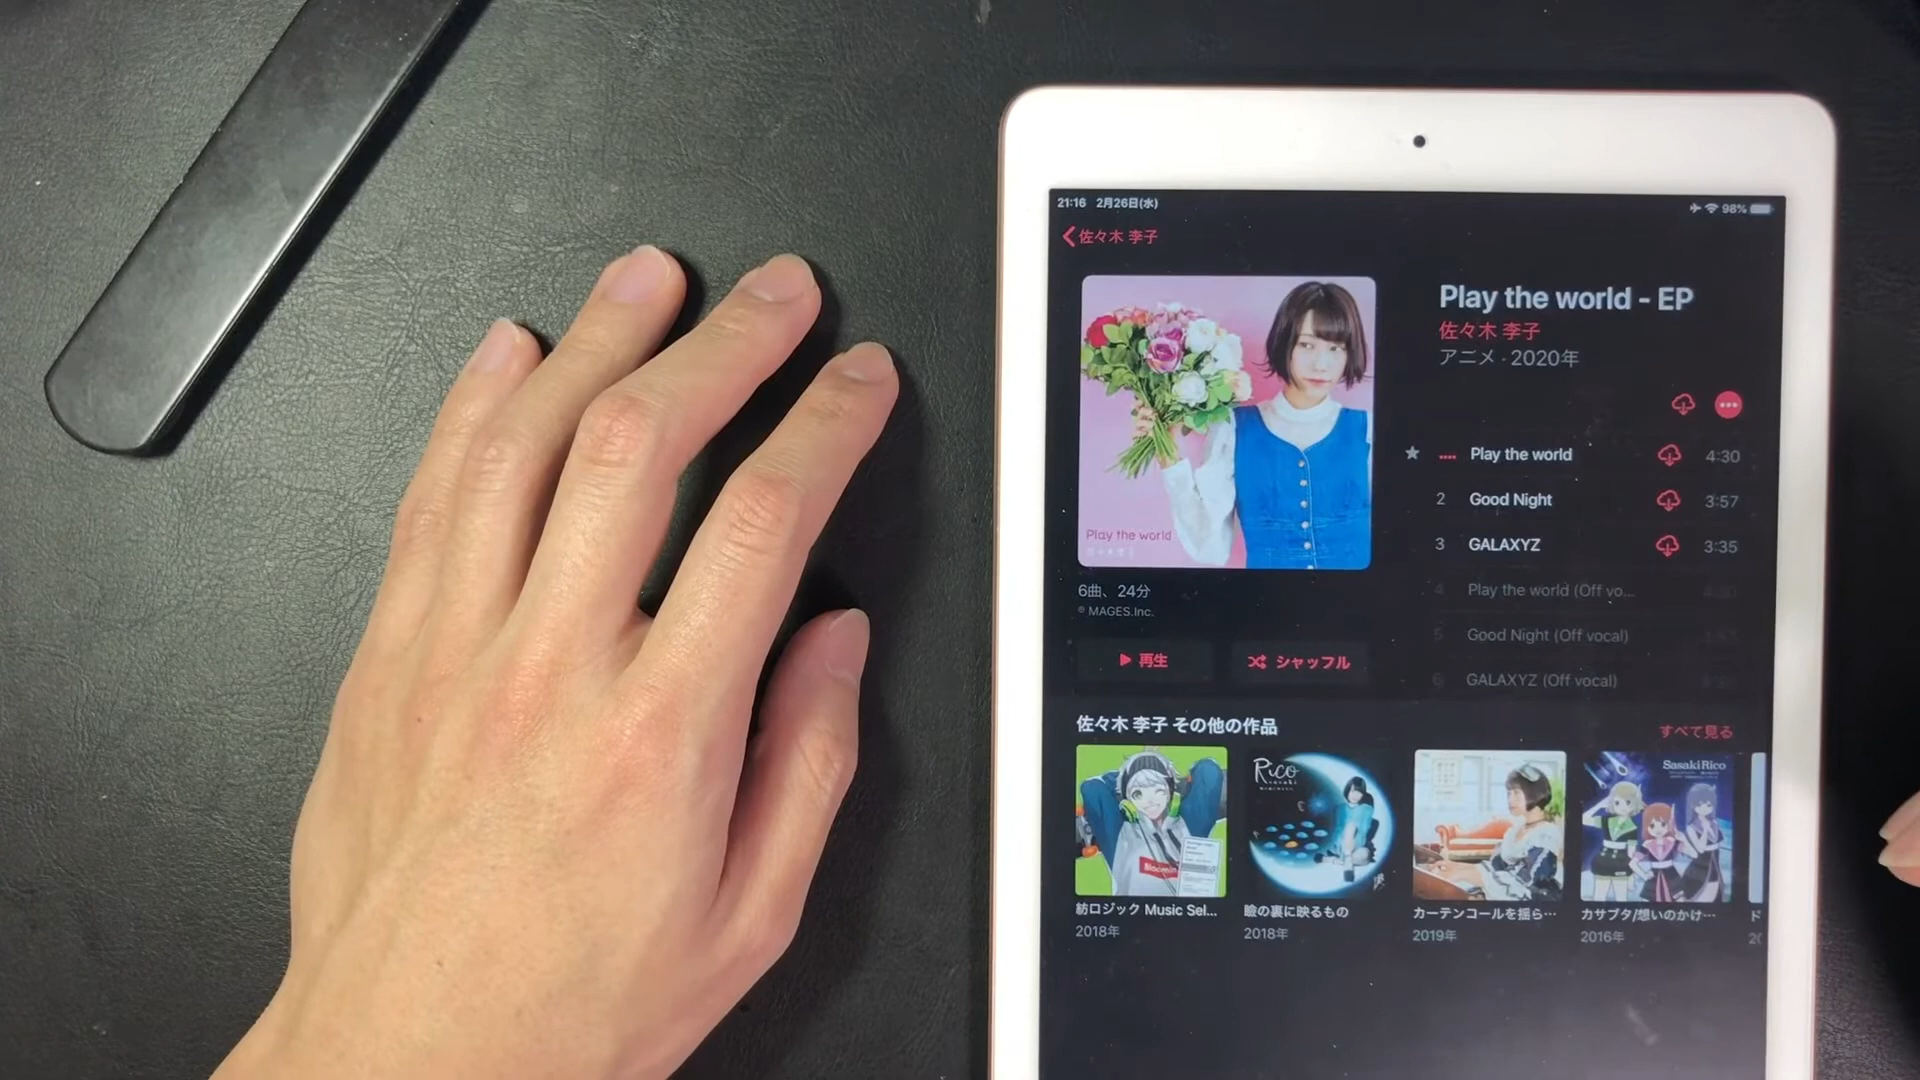 21:16 2月26日(水)
98%
佐々木 李子
Play the world - EP
佐々木 李子
アニメ · 2020年
Play the world 4:30
2 Good Night 3:57
3 GALAXYZ 3:35
4 Play the world (Off vo...
5 Good Night (Off vocal)
6 GALAXYZ (Off vocal)
Play the world
6曲、24分
℗ MAGES.Inc.
再生
シャッフル
佐々木 李子 その他の作品
すべて見る
Rico
sasaki
SasakiRico
紡ロジック Music Sel...
2018年
瞼の裏に映るもの
2018年
カーテンコールを揺ら…
2019年
カサブタ/想いのかけ…
2016年